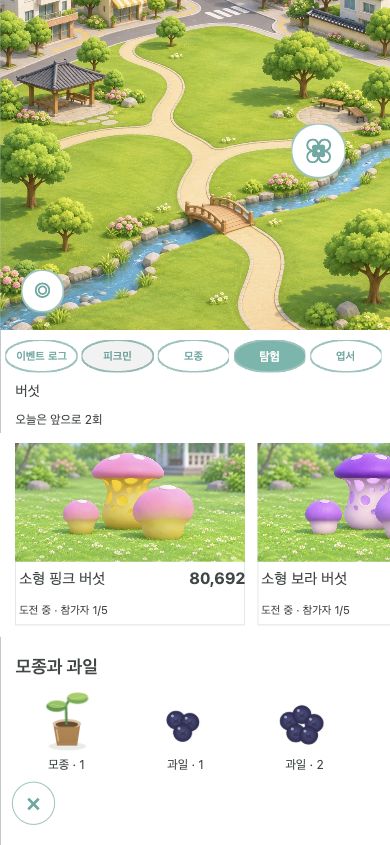 이벤트 로그
피크민
모종
탐험
엽서
버섯
오늘은 앞으로 2회
소형 핑크 버섯
80,692
도전 중 · 참가자 1/5
소형 보라 버섯
도전 중 · 참가자 1/5
모종과 과일
모종 · 1
과일 · 1
과일 · 2